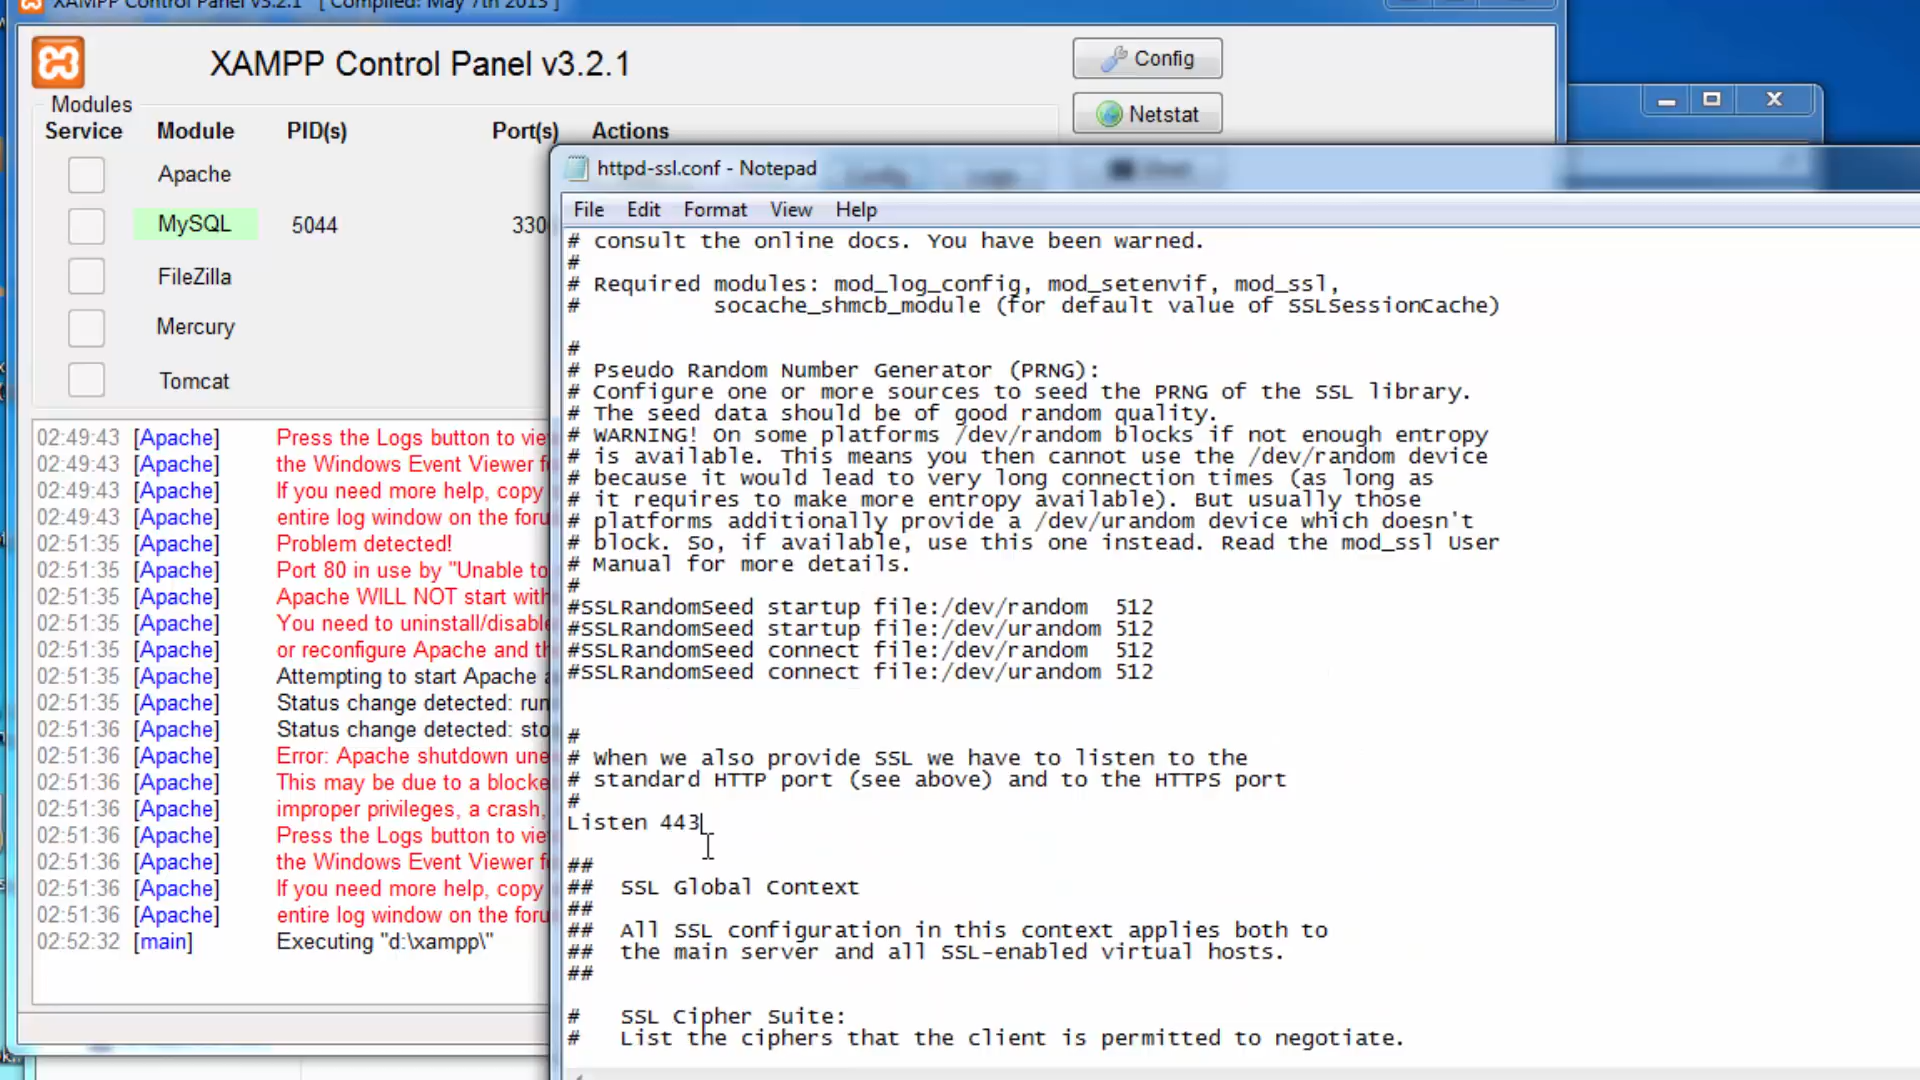 XAMPP Control Panel v3.2.1 [ Compiled: May 7th 2013 ]
XAMPP Control Panel v3.2.1
Config
Netstat
Modules
Service Module PID(s) Port(s) Actions
Apache
MySQL 5044 330
FileZilla
Mercury
Tomcat
02:49:43 [Apache] Press the Logs button to vie
02:49:43 [Apache] the Windows Event Viewer f
02:49:43 [Apache] If you need more help, copy
02:49:43 [Apache] entire log window on the foru
02:51:35 [Apache] Problem detected!
02:51:35 [Apache] Port 80 in use by "Unable to
02:51:35 [Apache] Apache WILL NOT start with
02:51:35 [Apache] You need to uninstall/disable
02:51:35 [Apache] or reconfigure Apache and th
02:51:35 [Apache] Attempting to start Apache a
02:51:35 [Apache] Status change detected: run
02:51:36 [Apache] Status change detected: sto
02:51:36 [Apache] Error: Apache shutdown une
02:51:36 [Apache] This may be due to a blocke
02:51:36 [Apache] improper privileges, a crash,
02:51:36 [Apache] Press the Logs button to vie
02:51:36 [Apache] the Windows Event Viewer f
02:51:36 [Apache] If you need more help, copy
02:51:36 [Apache] entire log window on the foru
02:52:32 [main] Executing "d:\xampp\"
httpd-ssl.conf - Notepad
File Edit Format View Help
# consult the online docs. You have been warned.
#
# Required modules: mod_log_config, mod_setenvif, mod_ssl,
# socache_shmcb_module (for default value of SSLSessionCache)
#
# Pseudo Random Number Generator (PRNG):
# Configure one or more sources to seed the PRNG of the SSL library.
# The seed data should be of good random quality.
# WARNING! On some platforms /dev/random blocks if not enough entropy
# is available. This means you then cannot use the /dev/random device
# because it would lead to very long connection times (as long as
# it requires to make more entropy available). But usually those
# platforms additionally provide a /dev/urandom device which doesn't
# block. So, if available, use this one instead. Read the mod_ssl User
# Manual for more details.
#
#SSLRandomSeed startup file:/dev/random 512
#SSLRandomSeed startup file:/dev/urandom 512
#SSLRandomSeed connect file:/dev/random 512
#SSLRandomSeed connect file:/dev/urandom 512
#
# When we also provide SSL we have to listen to the
# standard HTTP port (see above) and to the HTTPS port
#
Listen 443
##
## SSL Global Context
##
## All SSL configuration in this context applies both to
## the main server and all SSL-enabled virtual hosts.
##
# SSL Cipher Suite:
# List the ciphers that the client is permitted to negotiate.